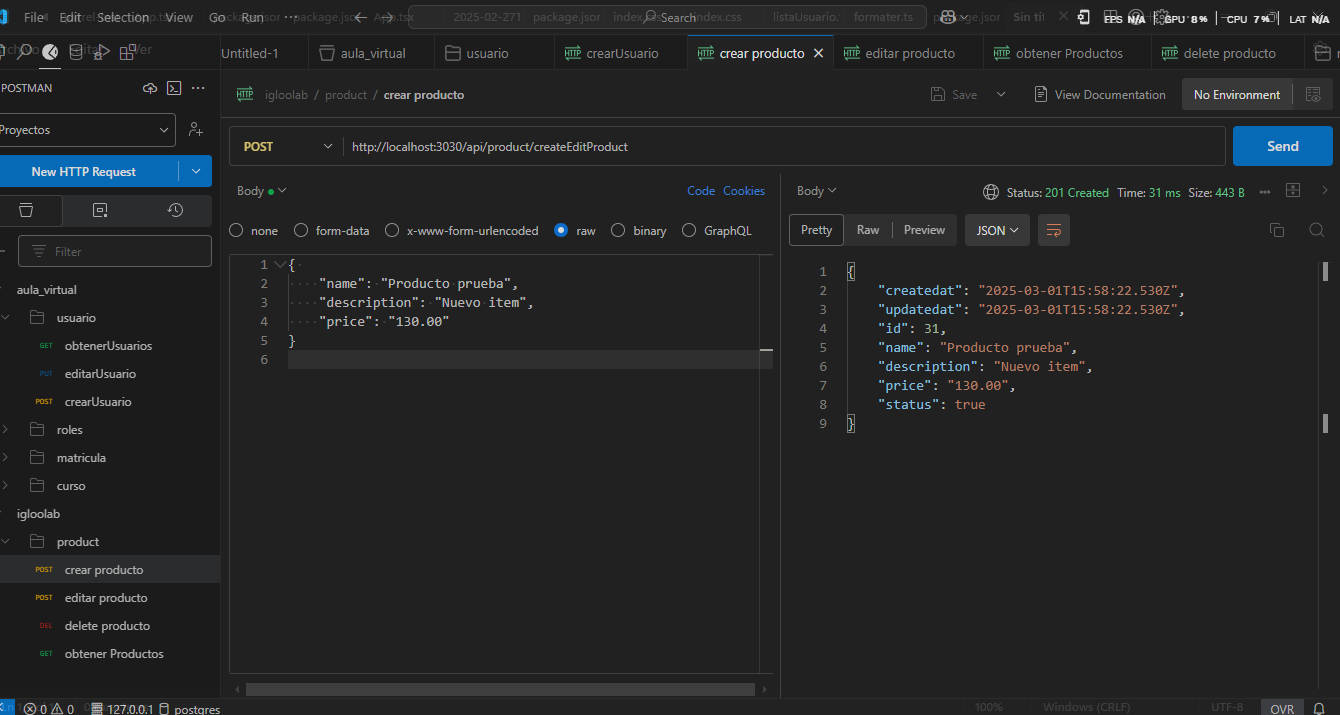 File Edit Selection View Go Run ···
Search
FPS N/A GPU 8% CPU 7% LAT N/A
Untitled-1 aula_virtual usuario crearUsuario crear producto editar producto obtener Productos delete producto
POSTMAN
Proyectos
New HTTP Request
Filter
aula_virtual
usuario
GET obtenerUsuarios
PUT editarUsuario
POST crearUsuario
roles
matricula
curso
igloolab
product
POST crear producto
POST editar producto
DEL delete producto
GET obtener Productos
igloolab / product / crear producto
Save
View Documentation
No Environment
POST http://localhost:3030/api/product/createEditProduct
Send
Body
Code Cookies
none form-data x-www-form-urlencoded raw binary GraphQL
1 {
2 "name": "Producto prueba",
3 "description": "Nuevo item",
4 "price": "130.00"
5 }
6
Body
Status: 201 Created Time: 31 ms Size: 443 B
Pretty Raw Preview JSON
1 {
2 "createdat": "2025-03-01T15:58:22.530Z",
3 "updatedat": "2025-03-01T15:58:22.530Z",
4 "id": 31,
5 "name": "Producto prueba",
6 "description": "Nuevo item",
7 "price": "130.00",
8 "status": true
9 }
0 0 127.0.0.1 postgres
100% Windows (CRLF) UTF-8 OVR